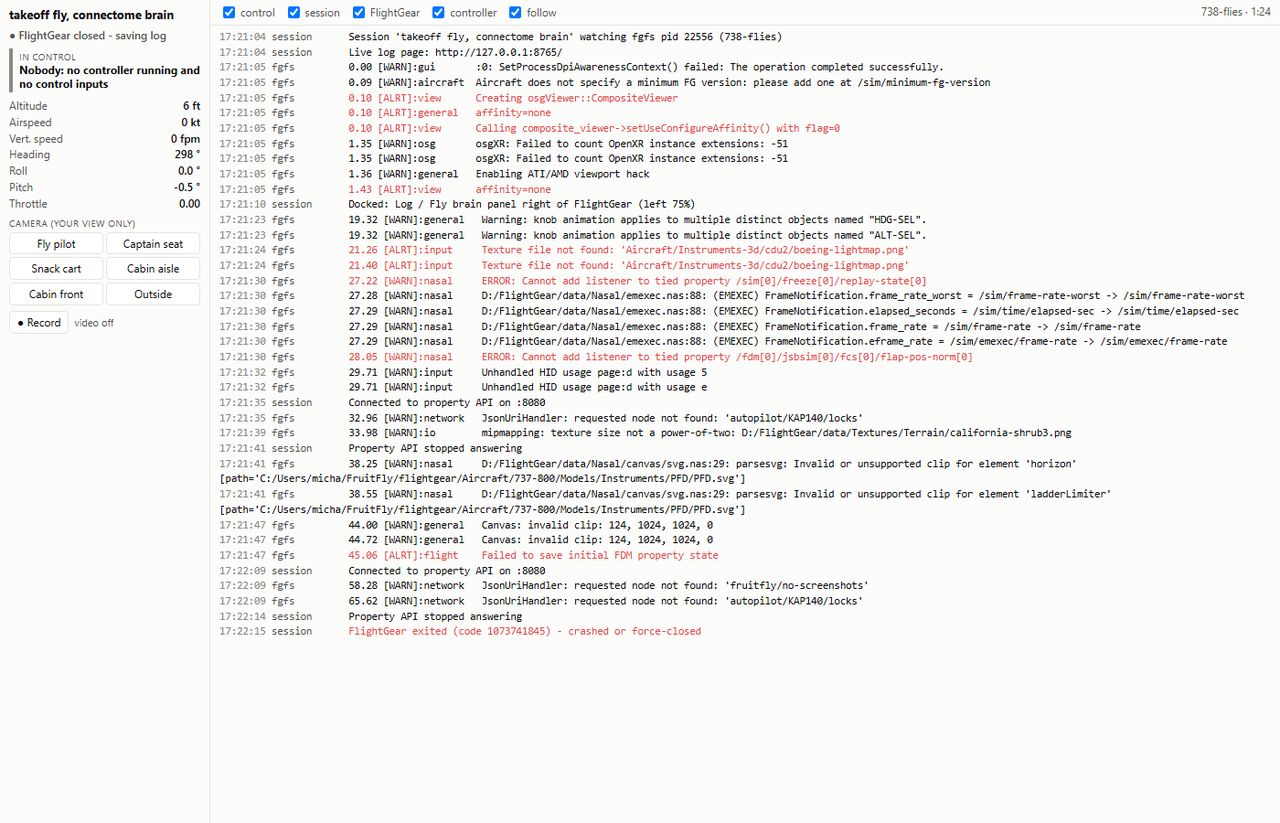 takeoff fly, connectome brain
● FlightGear closed - saving log
IN CONTROL
Nobody: no controller running and
no control inputs
Altitude 6 ft
Airspeed 0 kt
Vert. speed 0 fpm
Heading 298 °
Roll 0.0 °
Pitch -0.5 °
Throttle 0.00
CAMERA (YOUR VIEW ONLY)
Fly pilot Captain seat
Snack cart Cabin aisle
Cabin front Outside
● Record video off
control session FlightGear controller follow 738-flies · 1:24
17:21:04 session Session 'takeoff fly, connectome brain' watching fgfs pid 22556 (738-flies)
17:21:04 session Live log page: http://127.0.0.1:8765/
17:21:05 fgfs 0.00 [WARN]:gui :0: SetProcessDpiAwarenessContext() failed: The operation completed successfully.
17:21:05 fgfs 0.09 [WARN]:aircraft Aircraft does not specify a minimum FG version: please add one at /sim/minimum-fg-version
17:21:05 fgfs 0.10 [ALRT]:view Creating osgViewer::CompositeViewer
17:21:05 fgfs 0.10 [ALRT]:general affinity=none
17:21:05 fgfs 0.10 [ALRT]:view Calling composite_viewer->setUseConfigureAffinity() with flag=0
17:21:05 fgfs 1.35 [WARN]:osg osgXR: Failed to count OpenXR instance extensions: -51
17:21:05 fgfs 1.35 [WARN]:osg osgXR: Failed to count OpenXR instance extensions: -51
17:21:05 fgfs 1.36 [WARN]:general Enabling ATI/AMD viewport hack
17:21:05 fgfs 1.43 [ALRT]:view affinity=none
17:21:10 session Docked: Log / Fly brain panel right of FlightGear (left 75%)
17:21:23 fgfs 19.32 [WARN]:general Warning: knob animation applies to multiple distinct objects named "HDG-SEL".
17:21:23 fgfs 19.32 [WARN]:general Warning: knob animation applies to multiple distinct objects named "ALT-SEL".
17:21:24 fgfs 21.26 [ALRT]:input Texture file not found: 'Aircraft/Instruments-3d/cdu2/boeing-lightmap.png'
17:21:24 fgfs 21.40 [ALRT]:input Texture file not found: 'Aircraft/Instruments-3d/cdu2/boeing-lightmap.png'
17:21:30 fgfs 27.22 [WARN]:nasal ERROR: Cannot add listener to tied property /sim[0]/freeze[0]/replay-state[0]
17:21:30 fgfs 27.28 [WARN]:nasal D:/FlightGear/data/Nasal/emexec.nas:88: (EMEXEC) FrameNotification.frame_rate_worst = /sim/frame-rate-worst -> /sim/frame-rate-worst
17:21:30 fgfs 27.29 [WARN]:nasal D:/FlightGear/data/Nasal/emexec.nas:88: (EMEXEC) FrameNotification.elapsed_seconds = /sim/time/elapsed-sec -> /sim/time/elapsed-sec
17:21:30 fgfs 27.29 [WARN]:nasal D:/FlightGear/data/Nasal/emexec.nas:88: (EMEXEC) FrameNotification.frame_rate = /sim/frame-rate -> /sim/frame-rate
17:21:30 fgfs 27.29 [WARN]:nasal D:/FlightGear/data/Nasal/emexec.nas:88: (EMEXEC) FrameNotification.eframe_rate = /sim/emexec/frame-rate -> /sim/emexec/frame-rate
17:21:30 fgfs 28.05 [WARN]:nasal ERROR: Cannot add listener to tied property /fdm[0]/jsbsim[0]/fcs[0]/flap-pos-norm[0]
17:21:32 fgfs 29.71 [WARN]:input Unhandled HID usage page:d with usage 5
17:21:32 fgfs 29.71 [WARN]:input Unhandled HID usage page:d with usage e
17:21:35 session Connected to property API on :8080
17:21:35 fgfs 32.96 [WARN]:network JsonUriHandler: requested node not found: 'autopilot/KAP140/locks'
17:21:39 fgfs 33.98 [WARN]:io mipmapping: texture size not a power-of-two: D:/FlightGear/data/Textures/Terrain/california-shrub3.png
17:21:41 session Property API stopped answering
17:21:41 fgfs 38.25 [WARN]:nasal D:/FlightGear/data/Nasal/canvas/svg.nas:29: parsesvg: Invalid or unsupported clip for element 'horizon'
[path='C:/Users/micha/FruitFly/flightgear/Aircraft/737-800/Models/Instruments/PFD/PFD.svg']
17:21:41 fgfs 38.55 [WARN]:nasal D:/FlightGear/data/Nasal/canvas/svg.nas:29: parsesvg: Invalid or unsupported clip for element 'ladderLimiter'
[path='C:/Users/micha/FruitFly/flightgear/Aircraft/737-800/Models/Instruments/PFD/PFD.svg']
17:21:47 fgfs 44.00 [WARN]:general Canvas: invalid clip: 124, 1024, 1024, 0
17:21:47 fgfs 44.72 [WARN]:general Canvas: invalid clip: 124, 1024, 1024, 0
17:21:47 fgfs 45.06 [ALRT]:flight Failed to save initial FDM property state
17:22:09 session Connected to property API on :8080
17:22:09 fgfs 58.28 [WARN]:network JsonUriHandler: requested node not found: 'fruitfly/no-screenshots'
17:22:09 fgfs 65.62 [WARN]:network JsonUriHandler: requested node not found: 'autopilot/KAP140/locks'
17:22:14 session Property API stopped answering
17:22:15 session FlightGear exited (code 1073741845) - crashed or force-closed